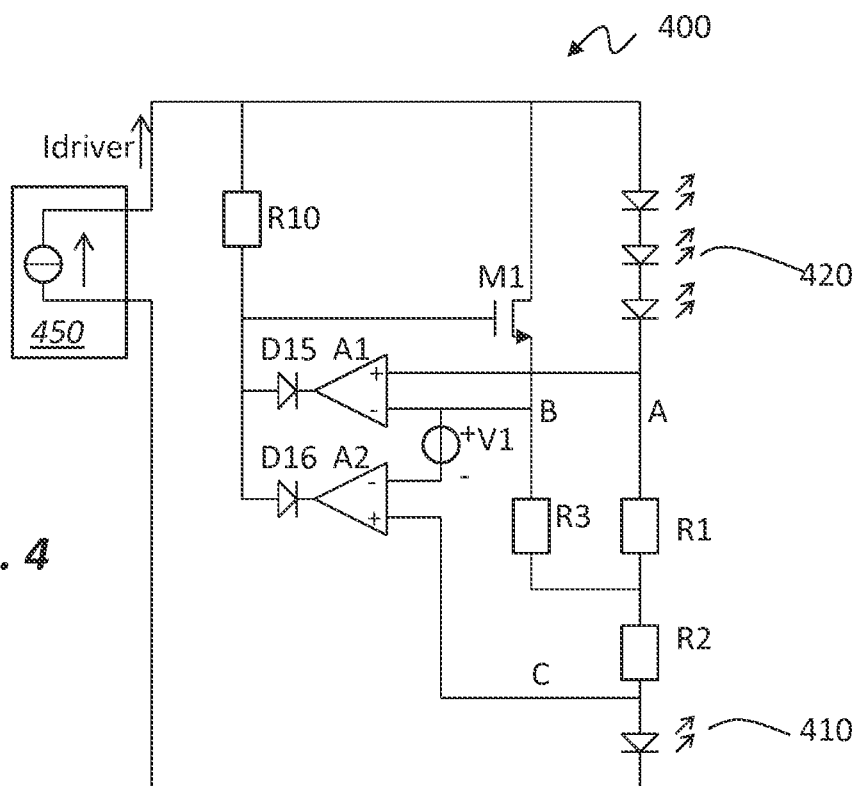 400
Idriver
R10
M1
420
450
D15 A1
+
-
B
A
+V1
-
D16 A2
-
+
R3
R1
. 4
R2
C
410